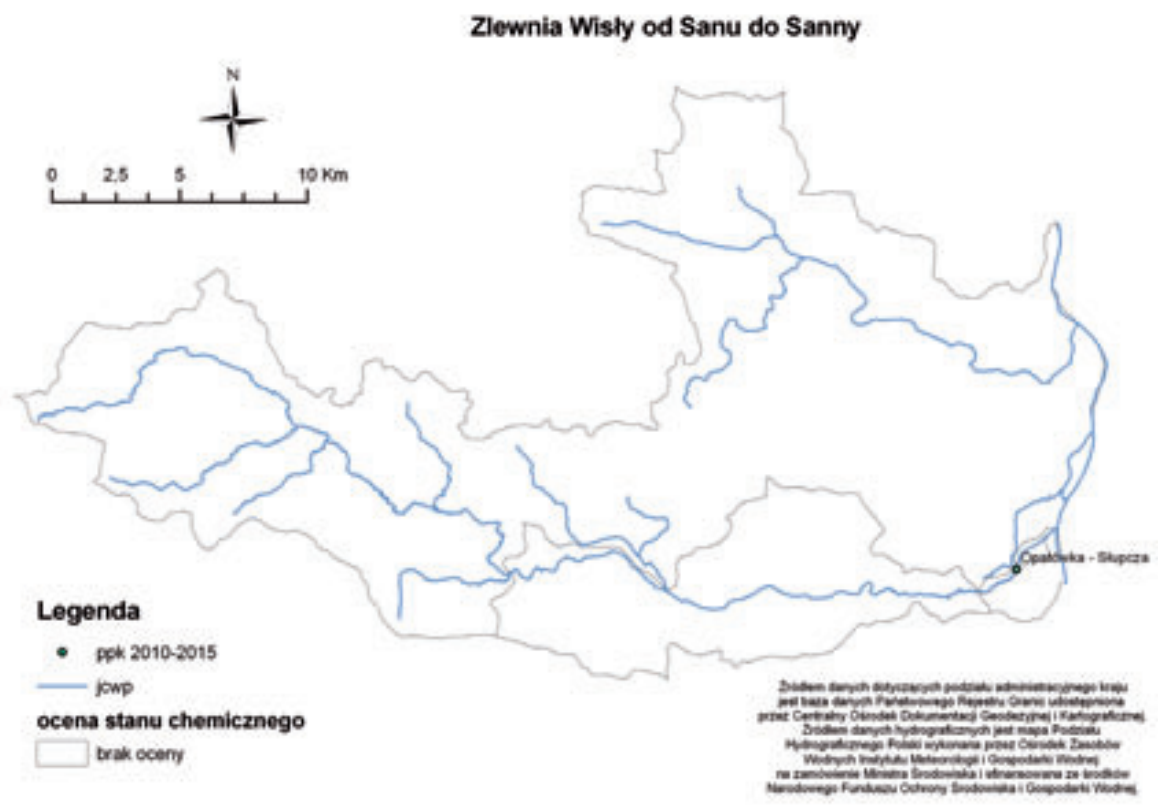 Zlewnia Wisły od Sanu do Sanny
N
0 2,5 5 10 Km
Opatówka - Słupcza
Legenda
ppk 2010-2015
jcwp
ocena stanu chemicznego
brak oceny
Źródłem danych dotyczących podziału administracyjnego kraju
jest baza danych Państwowego Rejestru Granic udostępniona
przez Centralny Ośrodek Dokumentacji Geodezyjnej i Kartograficznej.
Źródłem danych hydrograficznych jest mapa Podziału
Hydrograficznego Polski wykonana przez Ośrodek Zasobów
Wodnych Instytutu Meteorologii i Gospodarki Wodnej
na zamówienie Ministra Środowiska i sfinansowana ze środków
Narodowego Funduszu Ochrony Środowiska i Gospodarki Wodnej.